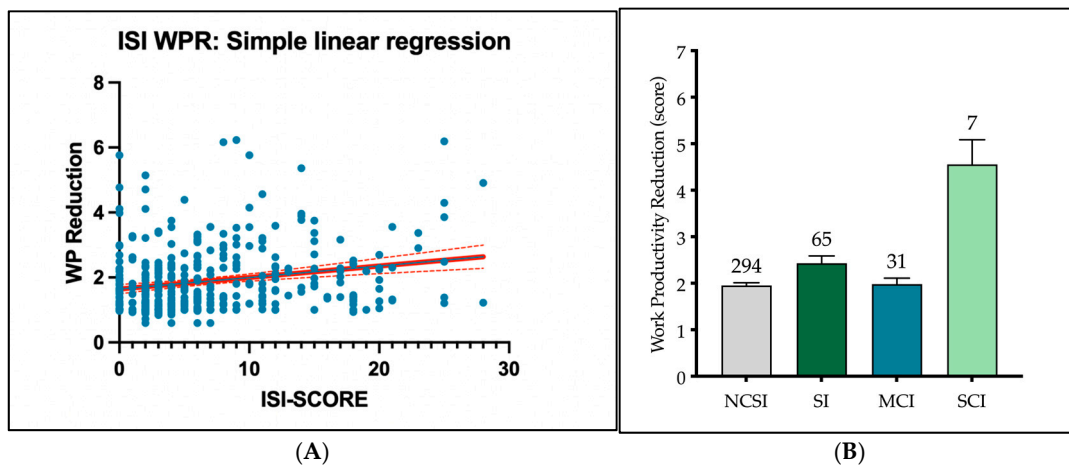 ISI WPR: Simple linear regression
WP Reduction
8
6
4
2
0
0
10
20
30
ISI-SCORE
(A)
Work Productivity Reduction (score)
7
6
5
4
3
2
1
0
294
65
31
7
NCSI
SI
MCI
SCI
(B)